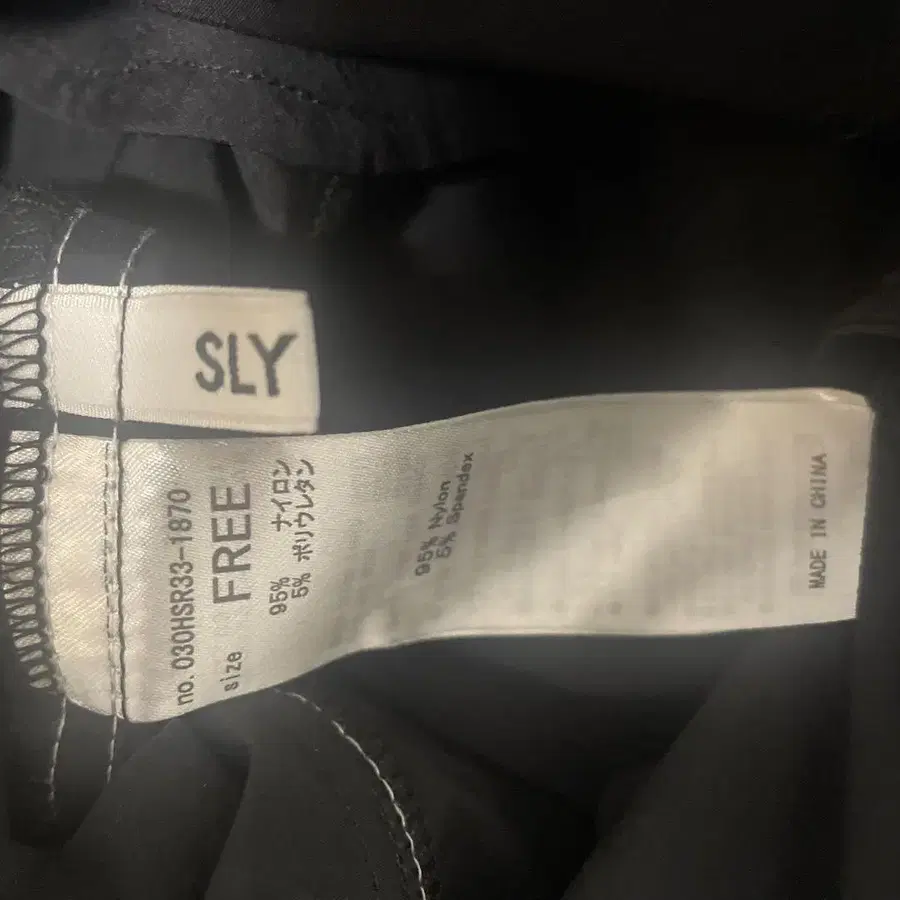 SLY
no. 030HSR33-1870
size FREE
95% ナイロン
5% ポリウレタン
95% Nylon
5% Spandex
MADE IN CHINA